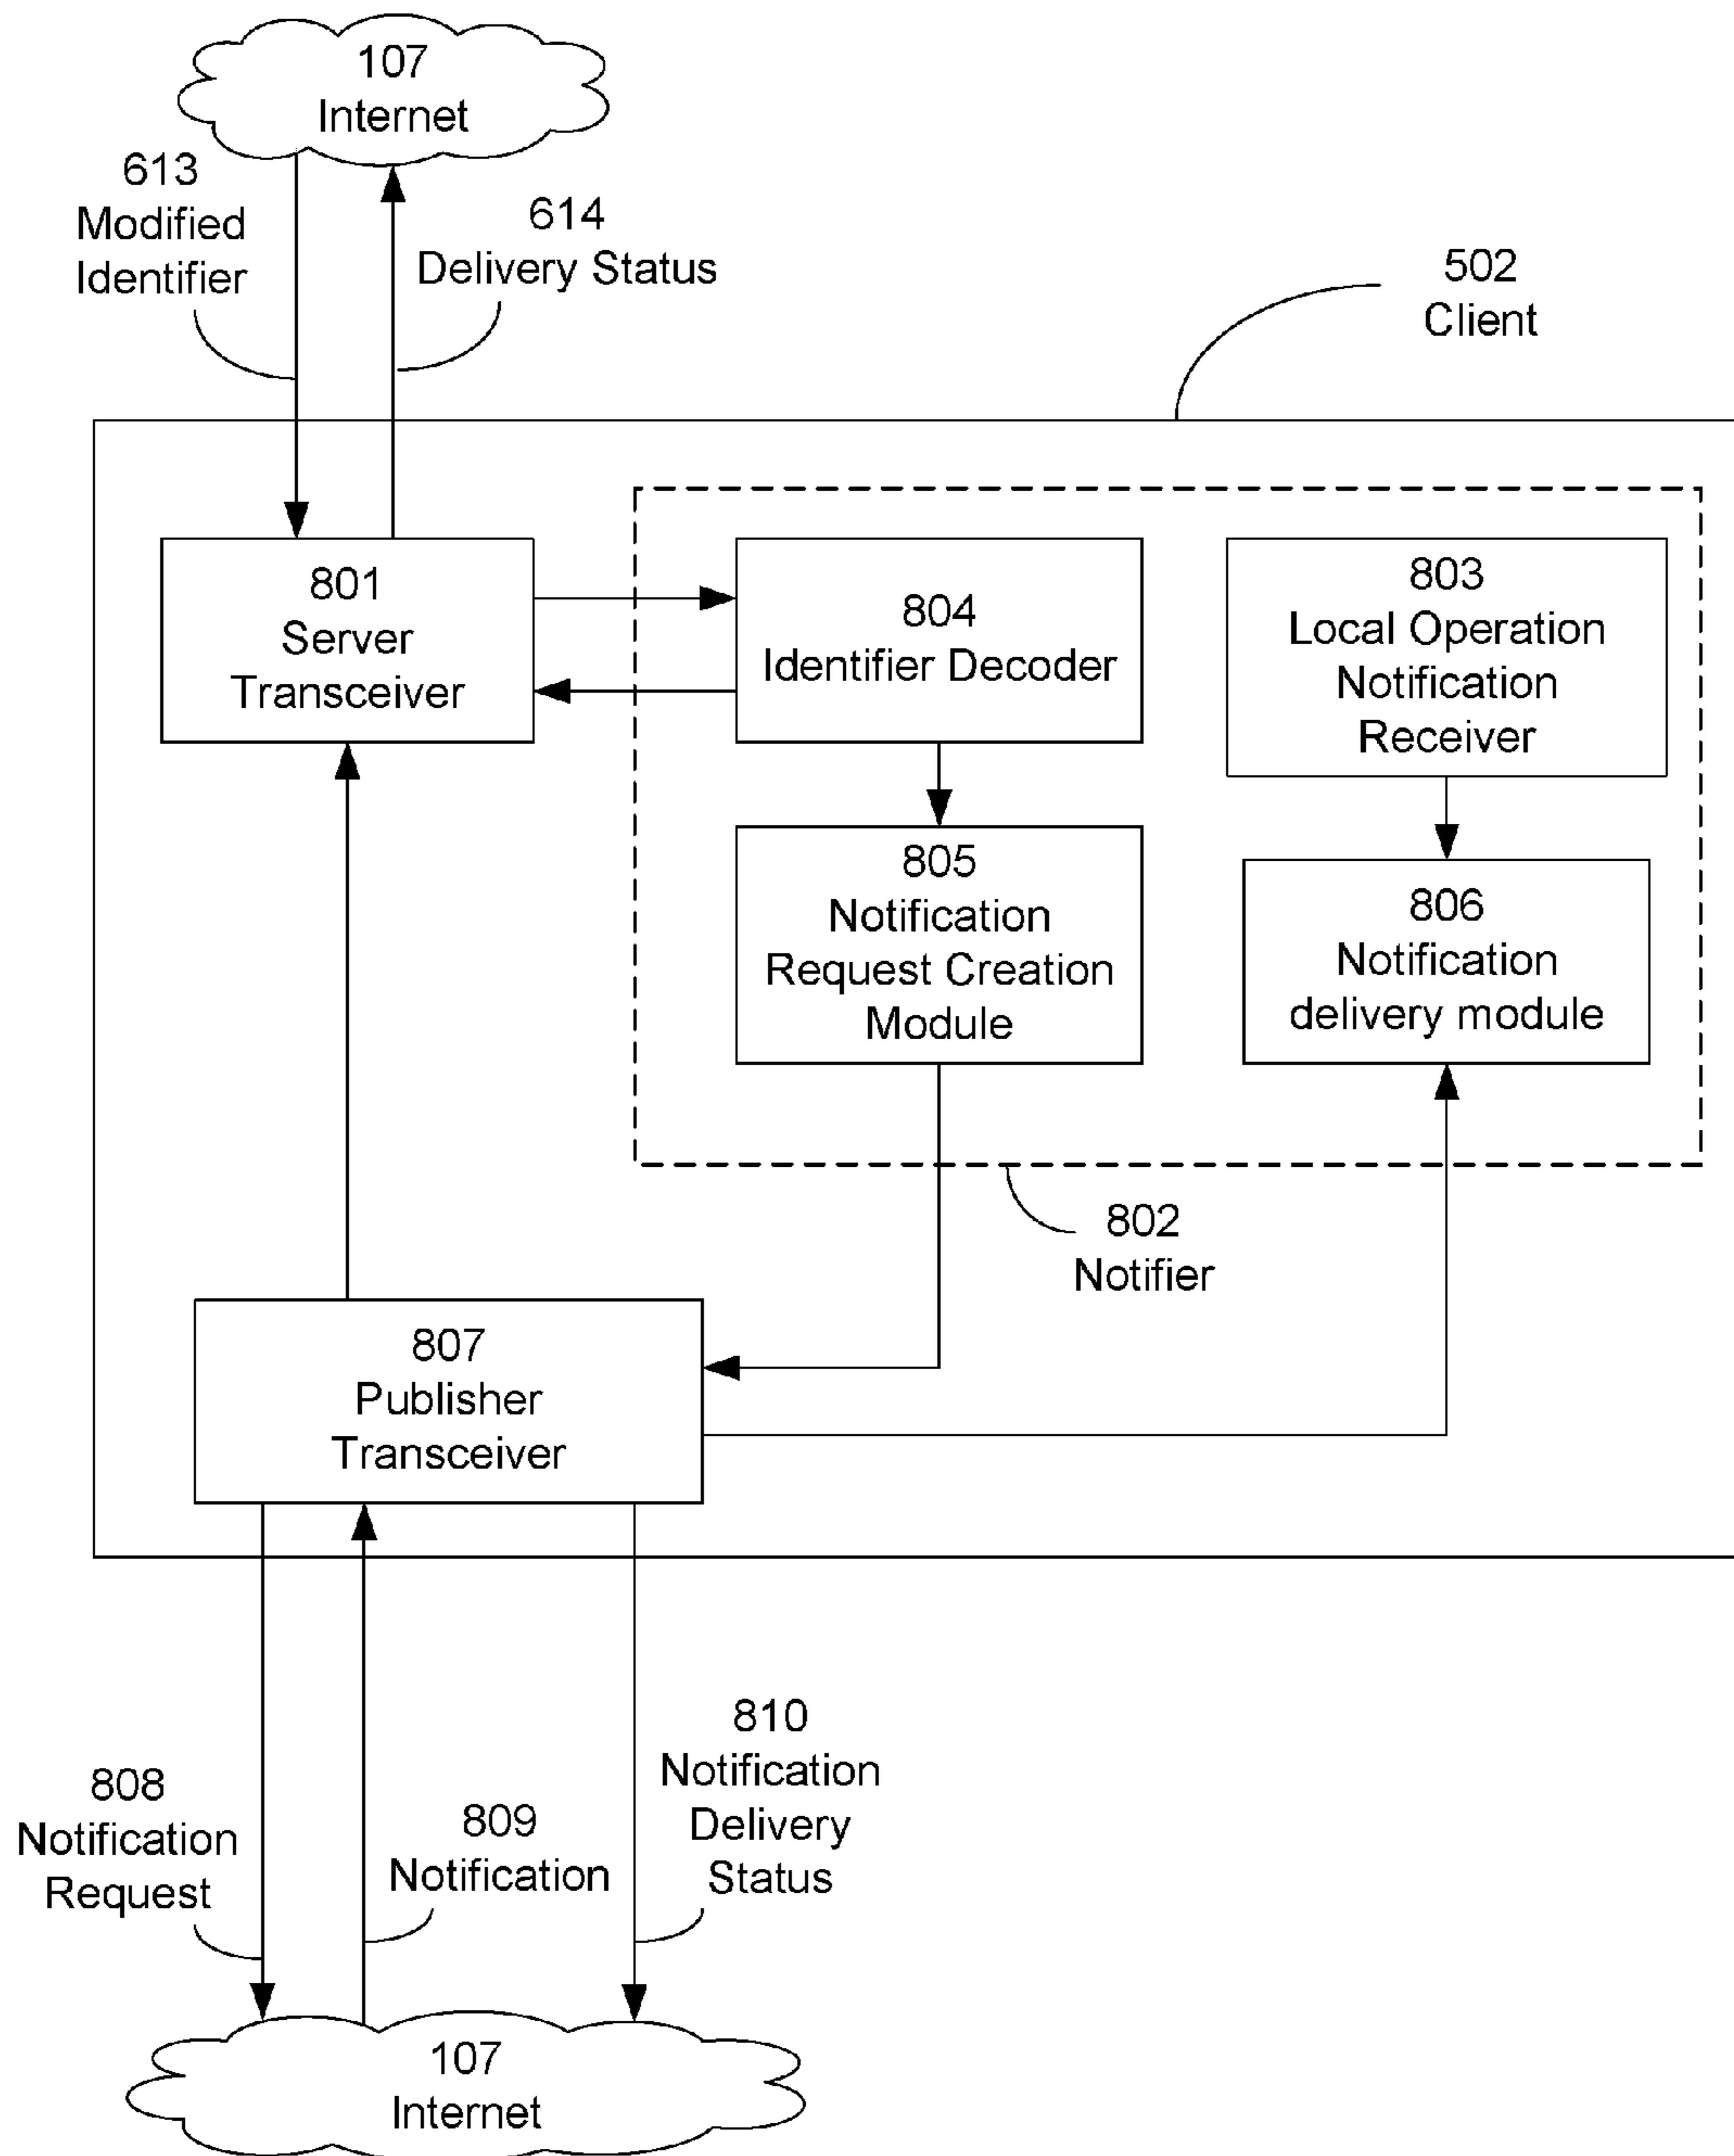 107
Internet
613
Modified
Identifier
614
Delivery Status
502
Client
801
Server
Transceiver
804
Identifier Decoder
803
Local Operation
Notification
Receiver
805
Notification
Request Creation
Module
806
Notification
delivery module
802
Notifier
807
Publisher
Transceiver
808
Notification
Request
809
Notification
810
Notification
Delivery
Status
107
Internet